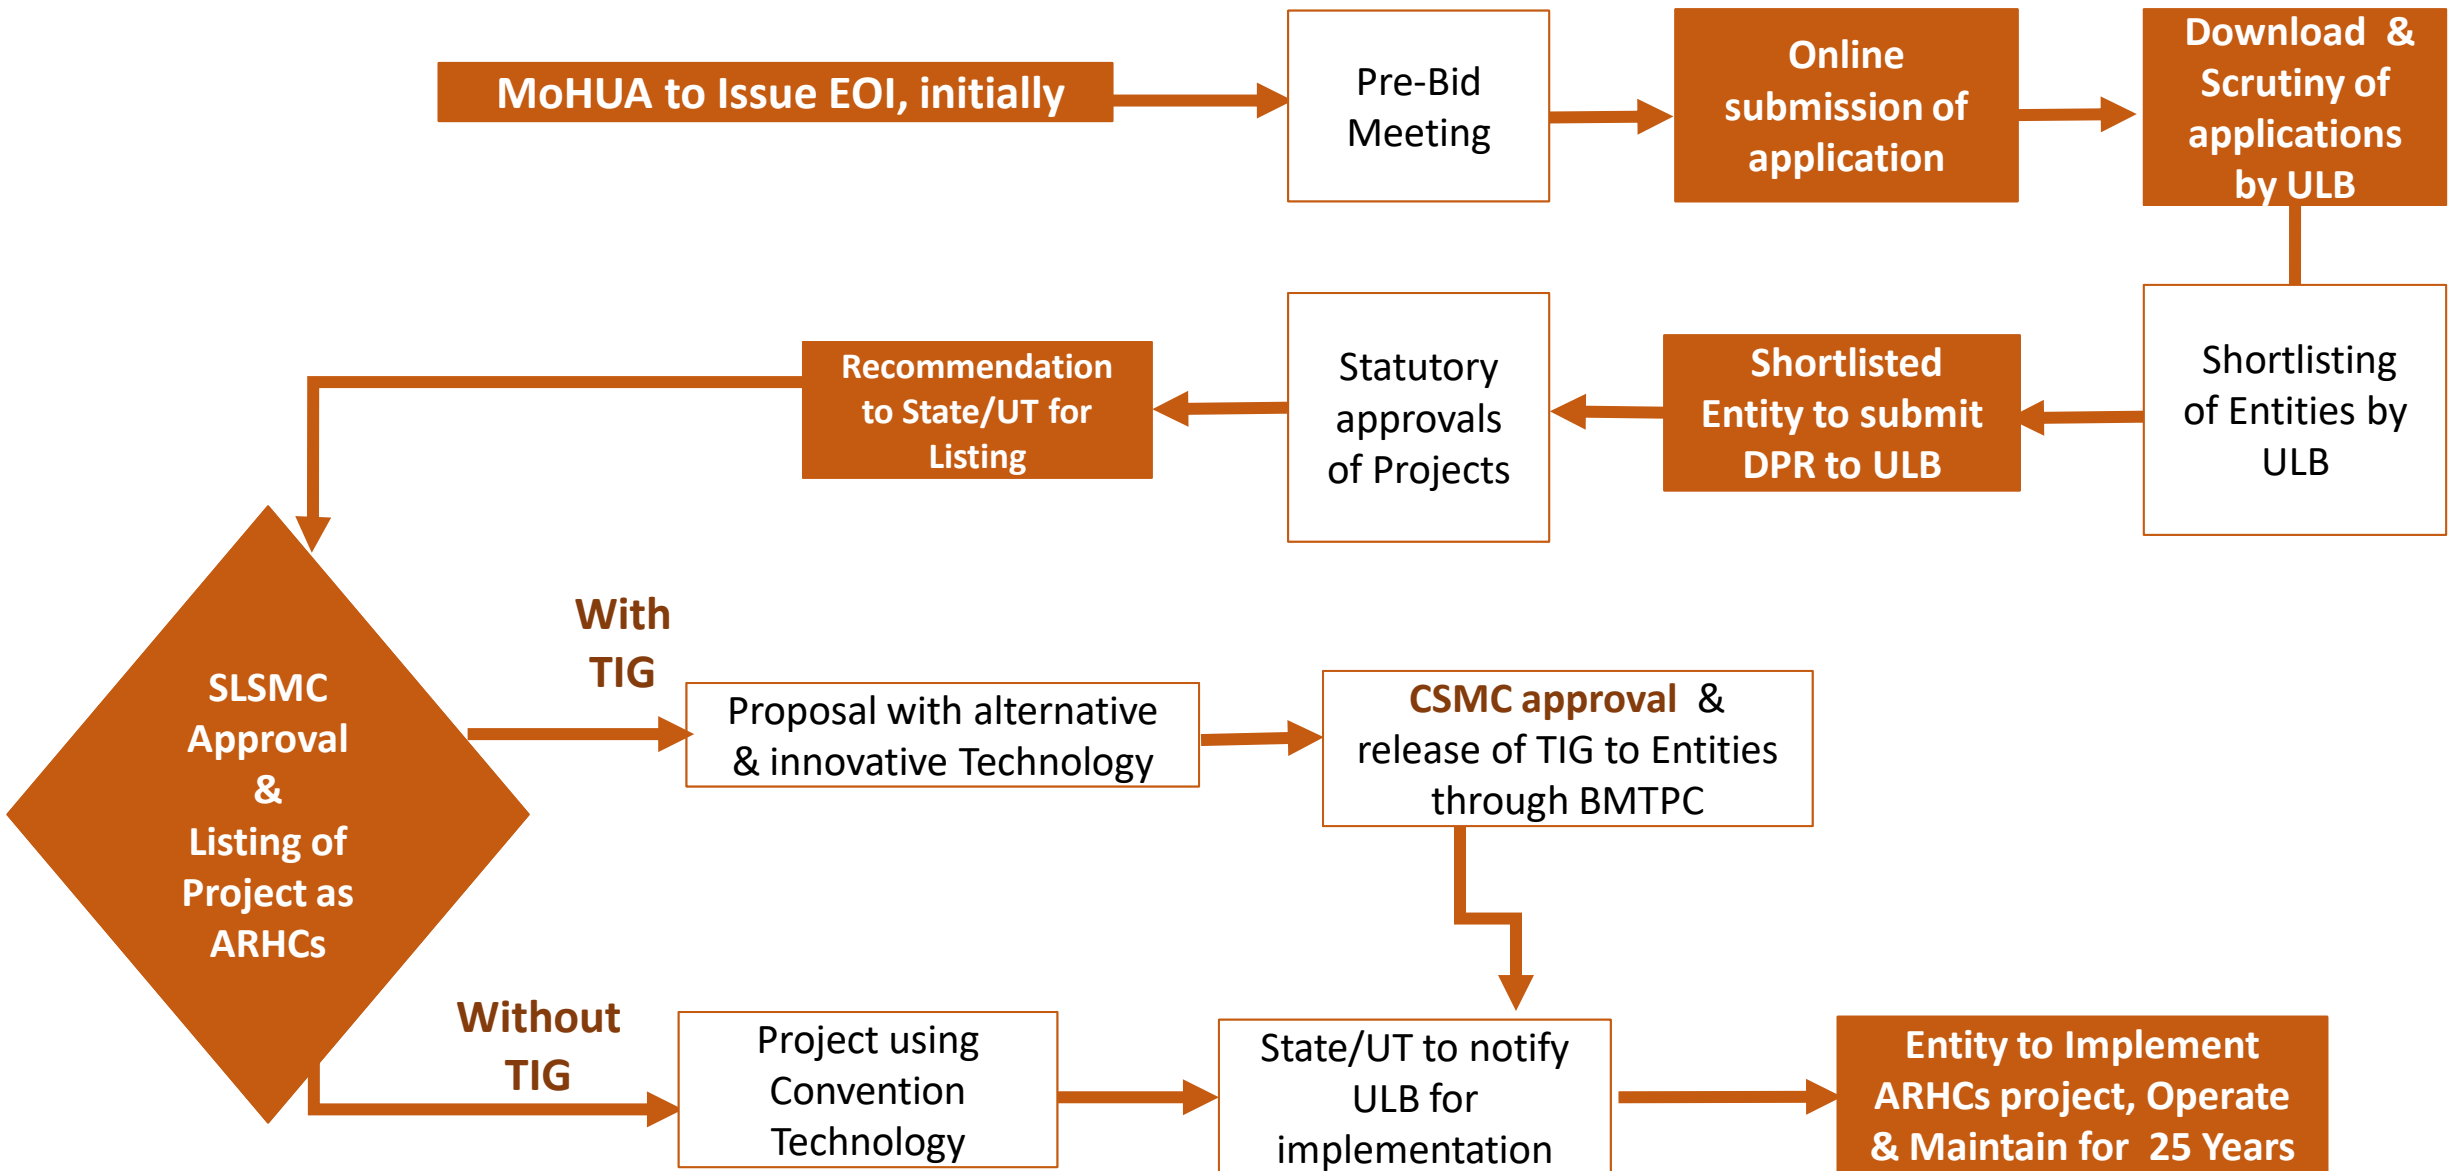 MoHUA to Issue EOI, initially
Pre-Bid
Meeting
Online
submission of
application
Download & 
Scrutiny of
applications
by ULB
Shortlisting
of Entities by
ULB
Shortlisted
Entity to submit
DPR to ULB
Statutory
approvals
of Projects
Recommendation
to State/UT for
Listing
SLSMC
Approval
&
Listing of
Project as
ARHCs
With
TIG
Proposal with alternative
& innovative Technology
CSMC approval &
release of TIG to Entities
through BMTPC
Without
TIG
Project using
Convention
Technology
State/UT to notify
ULB for
implementation
Entity to Implement
ARHCs project, Operate
& Maintain for 25 Years